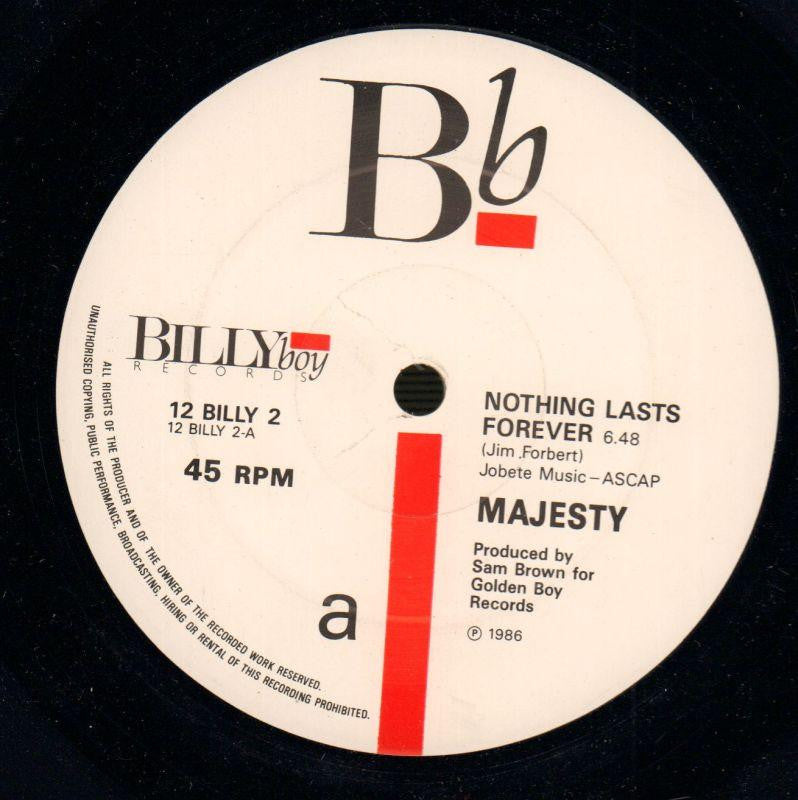 Bb
BILLYboy
RECORDS
12 BILLY 2
12 BILLY 2-A
45 RPM
NOTHING LASTS
FOREVER 6.48
(Jim .Forbert)
Jobete Music – ASCAP
MAJESTY
Produced by
Sam Brown for
Golden Boy
Records
℗ 1986
a
ALL RIGHTS OF THE PRODUCER AND OF THE OWNER OF THE RECORDED WORK RESERVED.
UNAUTHORISED COPYING, PUBLIC PERFORMANCE, BROADCASTING, HIRING OR RENTAL OF THIS RECORDING PROHIBITED.